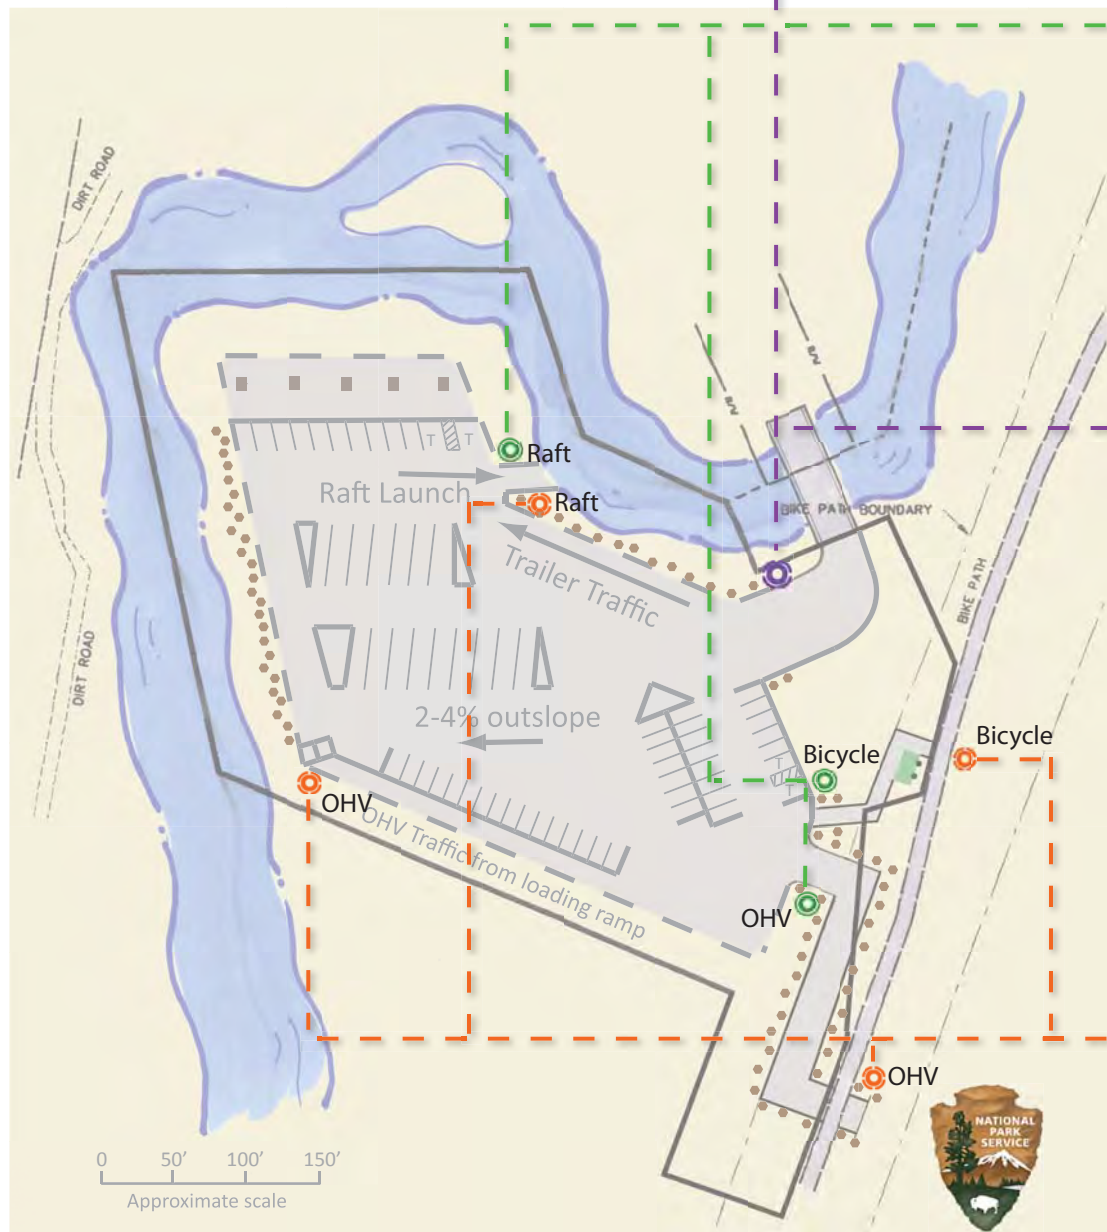 DIRT ROAD
R/W
R/W
Raft
T T
Raft Launch
Raft
BIKE PATH BOUNDARY
Trailer Traffic
BIKE PATH
DIRT ROAD
2-4% outslope
Bicycle
Bicycle
T
T
OHV
OHV Traffic from loading ramp
OHV
OHV
NATIONAL
PARK
SERVICE
0 50’ 100’ 150’
Approximate scale